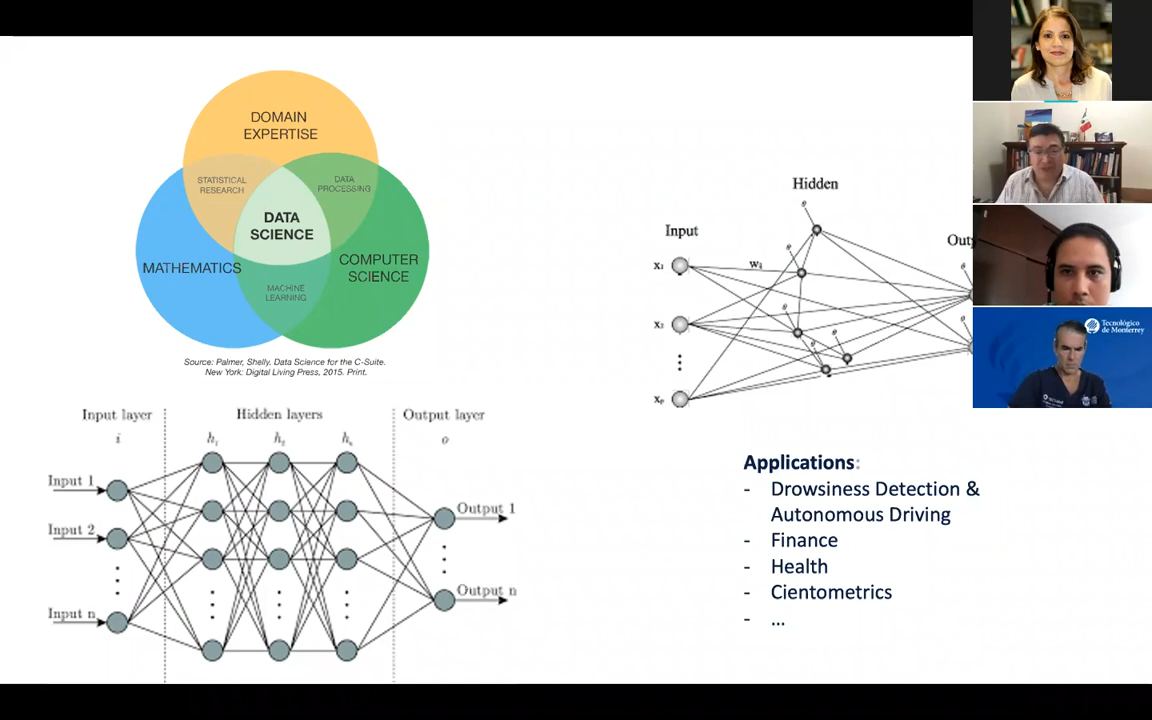 DOMAIN
EXPERTISE
STATISTICAL
RESEARCH
DATA
PROCESSING
DATA
SCIENCE
MATHEMATICS
COMPUTER
SCIENCE
MACHINE
LEARNING
Source: Palmer, Shelly. Data Science for the C-Suite.
New York: Digital Living Press, 2015. Print.
Input layer
i
Hidden layers
h₁
h₂
Output layer
o
Input 1
Input 2
Input n
Output 1
Output n
Hidden
Input
Outp
x₁
x₂
xₚ
θ
θ
θ
θ
θ
Applications:
- Drowsiness Detection &
Autonomous Driving
- Finance
- Health
- Cientometrics
- ...
Tecnológico
de Monterrey